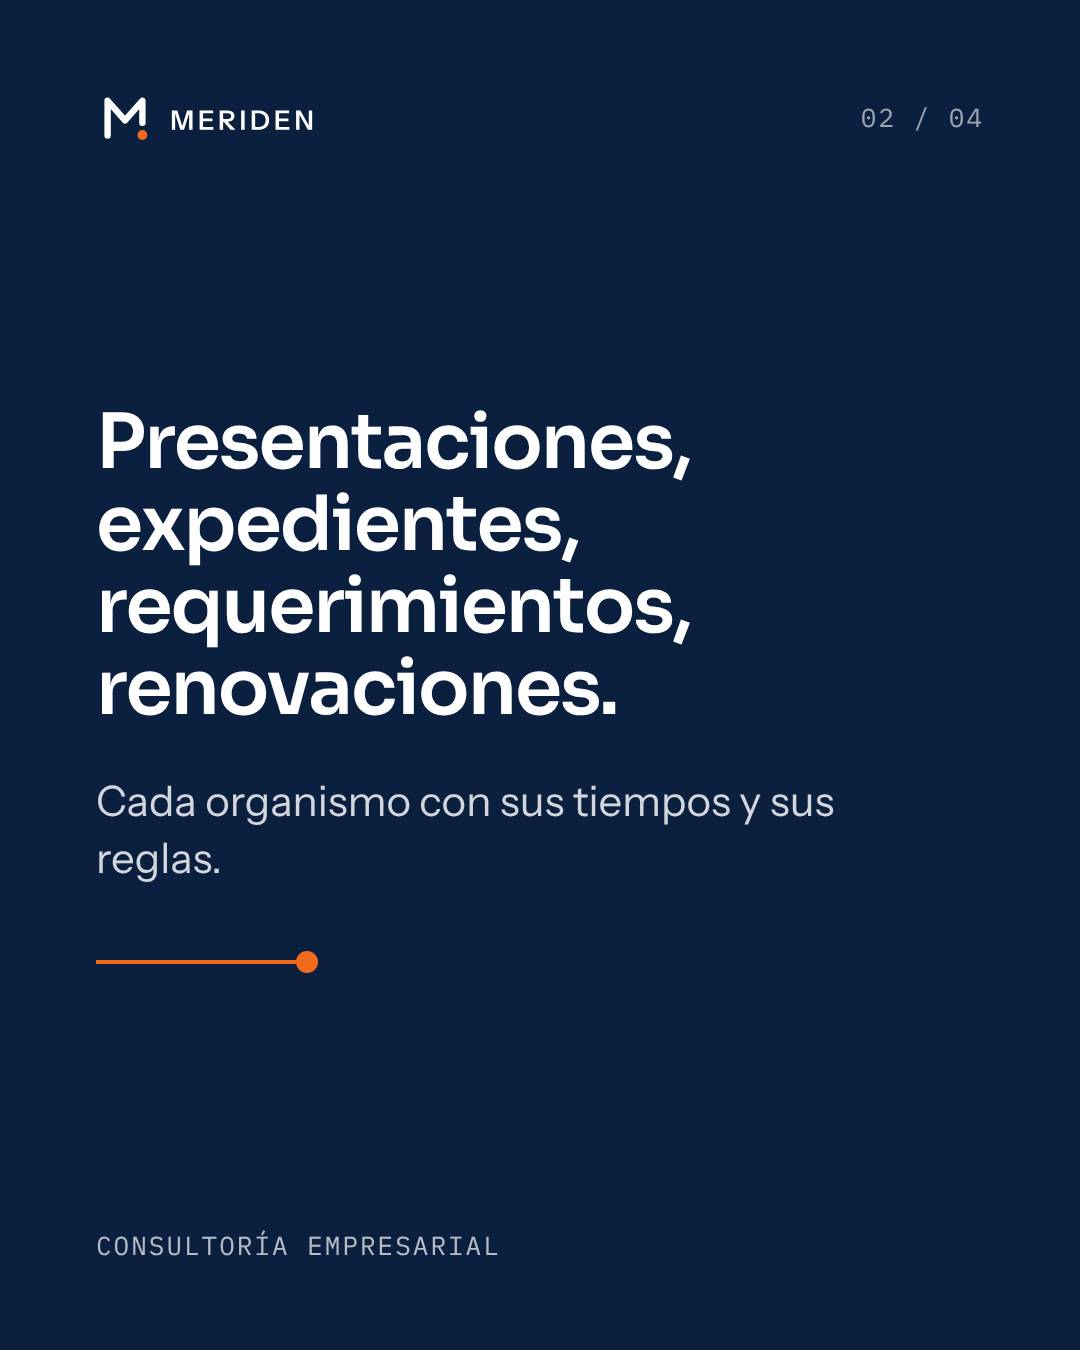 MERIDEN
02 / 04
Presentaciones,
expedientes,
requerimientos,
renovaciones.
Cada organismo con sus tiempos y sus
reglas.
CONSULTORÍA EMPRESARIAL